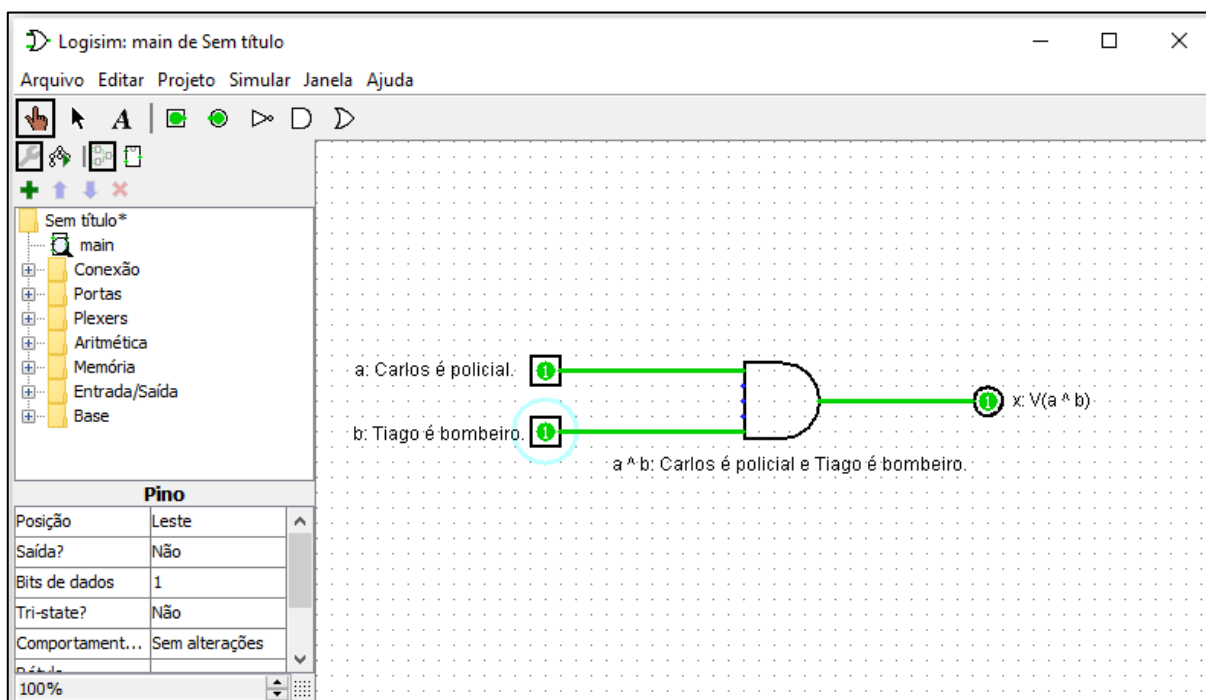 Logisim: main de Sem título
Arquivo Editar Projeto Simular Janela Ajuda
A
Sem título*
main
Conexão
Portas
Plexers
Aritmética
Memória
Entrada/Saída
Base
Pino
Posição Leste
Saída? Não
Bits de dados 1
Tri-state? Não
Comportament... Sem alterações
100%
a: Carlos é policial. 1
1 x: V(a ^ b)
b: Tiago é bombeiro. 1
a ^ b: Carlos é policial e Tiago é bombeiro.